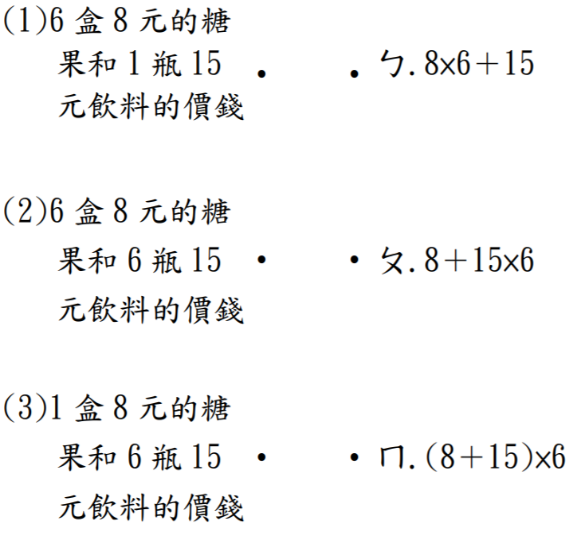 (1)6 盒 8 元的糖
果和 1 瓶 15 • • ㄅ. 8×6＋15
元飲料的價錢
(2)6 盒 8 元的糖
果和 6 瓶 15 • • ㄆ. 8＋15×6
元飲料的價錢
(3)1 盒 8 元的糖
果和 6 瓶 15 • • ㄇ. (8＋15)×6
元飲料的價錢